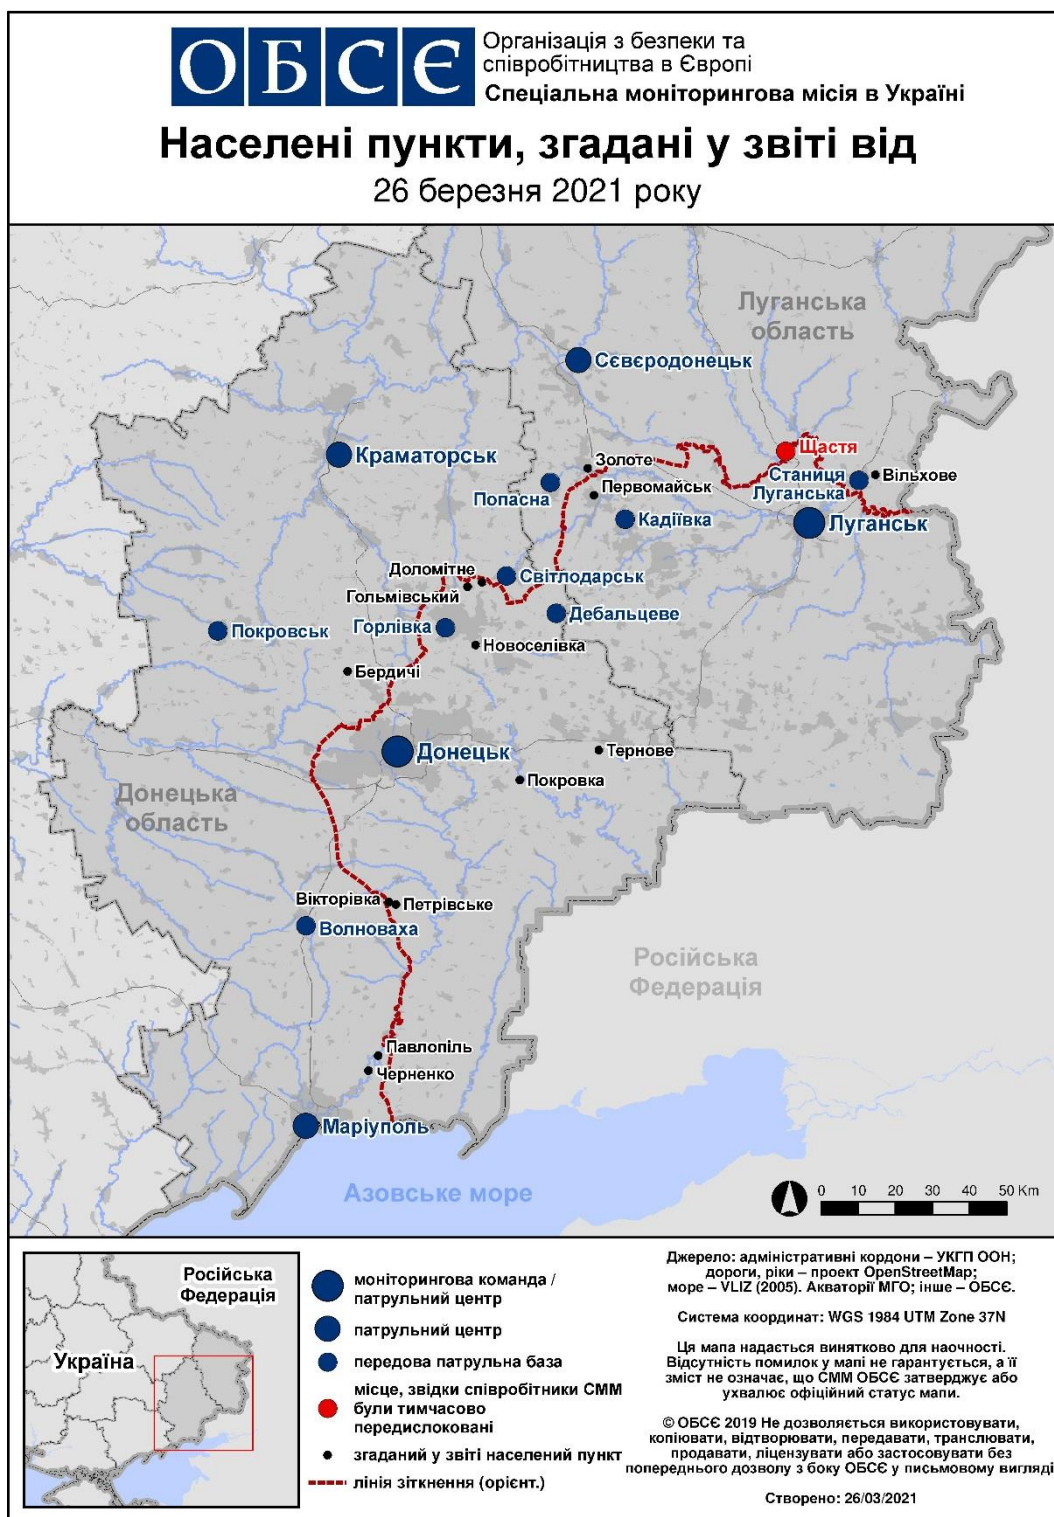 ОБСЄ
Організація з безпеки та
співробітництва в Європі
Спеціальна моніторингова місія в Україні
Населені пункти, згадані у звіті від
26 березня 2021 року
Луганська
область
Сєвєродонецьк
Щастя
Краматорськ
Золоте
Станиця
Луганська
Вільхове
Попасна
Первомайськ
Кадіївка
Луганськ
Доломітне
Світлодарськ
Гольмівський
Дебальцеве
Покровськ
Горлівка
Новоселівка
Бердичі
Донецьк
Тернове
Покровка
Донецька
область
Вікторівка
Петрівське
Волноваха
Російська
Федерація
Павлопіль
Черненко
Маріуполь
Азовське море
0 10 20 30 40 50 Km
Російська
Федерація
Україна
моніторингова команда /
патрульний центр
патрульний центр
передова патрульна база
місце, звідки співробітники СММ
були тимчасово
передислоковані
згаданий у звіті населений пункт
лінія зіткнення (орієнт.)
Джерело: адміністративні кордони – УКГП ООН;
дороги, ріки – проект OpenStreetMap;
море – VLIZ (2005). Акваторії МГО; інше – ОБСЄ.
Система координат: WGS 1984 UTM Zone 37N
Ця мапа надається винятково для наочності.
Відсутність помилок у мапі не гарантується, а її
зміст не означає, що СММ ОБСЄ затверджує або
ухвалює офіційний статус мапи.
© ОБСЄ 2019 Не дозволяється використовувати,
копіювати, відтворювати, передавати, транслювати,
продавати, ліцензувати або застосовувати без
попереднього дозволу з боку ОБСЄ у письмовому вигляді
Створено: 26/03/2021